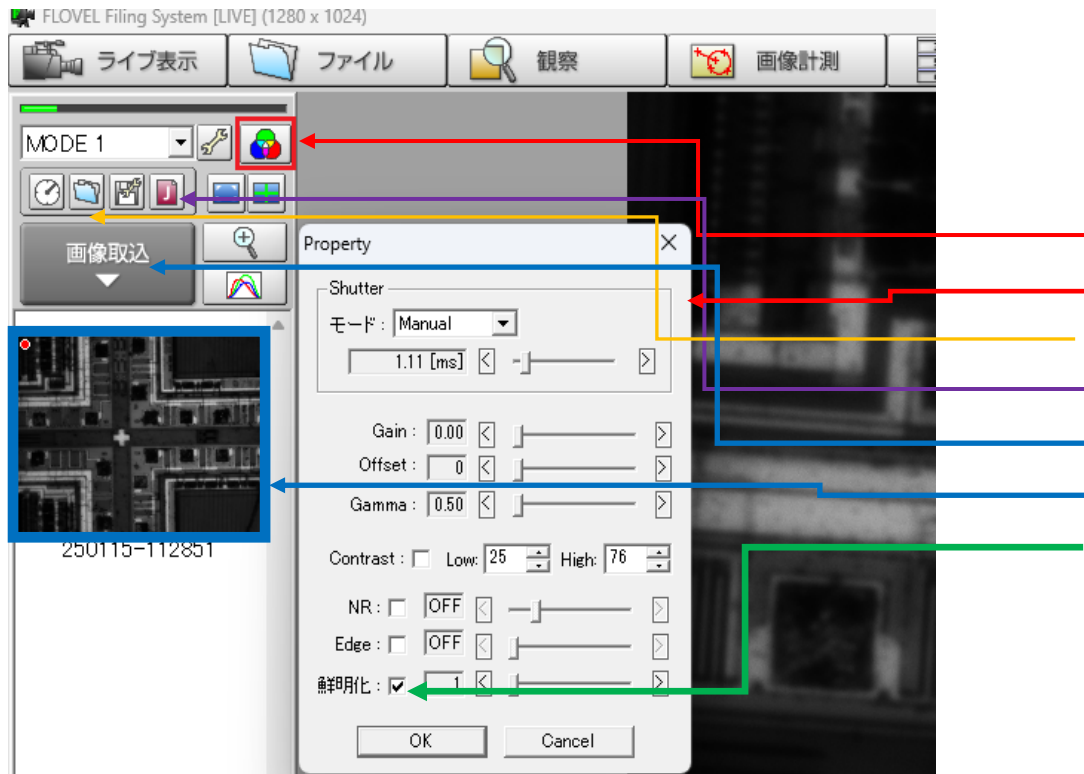 FLOVEL Filing System [LIVE] (1280 x 1024)
ライブ表示 ファイル 観察 画像計測
MODE 1
J
画像取込
250115-112851
Property
Shutter
モード : Manual
1.11 [ms]
Gain : 0.00
Offset : 0
Gamma : 0.50
Contrast : Low: 25 High: 76
NR : OFF
Edge : OFF
鮮明化 : 1
OK Cancel